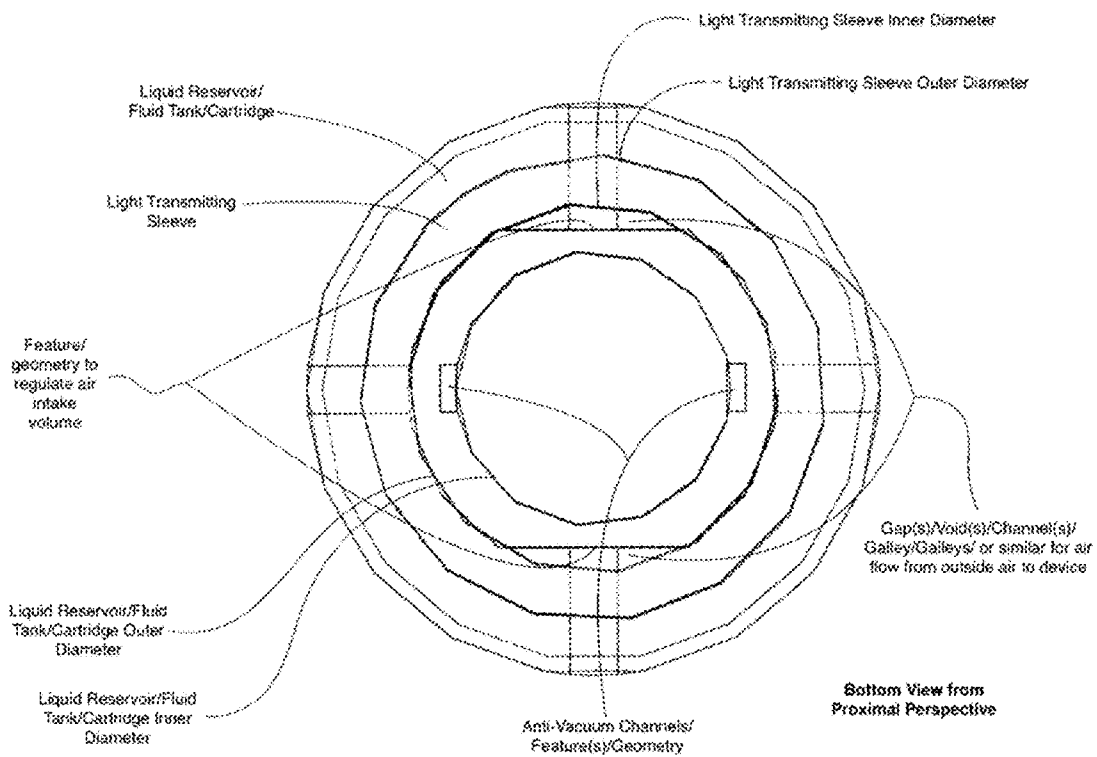 Light Transmitting Sleeve Inner Diameter
Light Transmitting Sleeve Outer Diameter
Liquid Reservoir/
Fluid Tank/Cartridge
Light Transmitting
Sleeve
Feature/
geometry to
regulate air
intake
volume
Gap(s)/Void(s)/Channel(s)/
Galley/Galleys/ or similar for air
flow from outside air to device
Liquid Reservoir/Fluid
Tank/Cartridge Outer
Diameter
Liquid Reservoir/Fluid
Tank/Cartridge Inner
Diameter
Anti-Vacuum Channels/
Feature(s)/Geometry
Bottom View from
Proximal Perspective